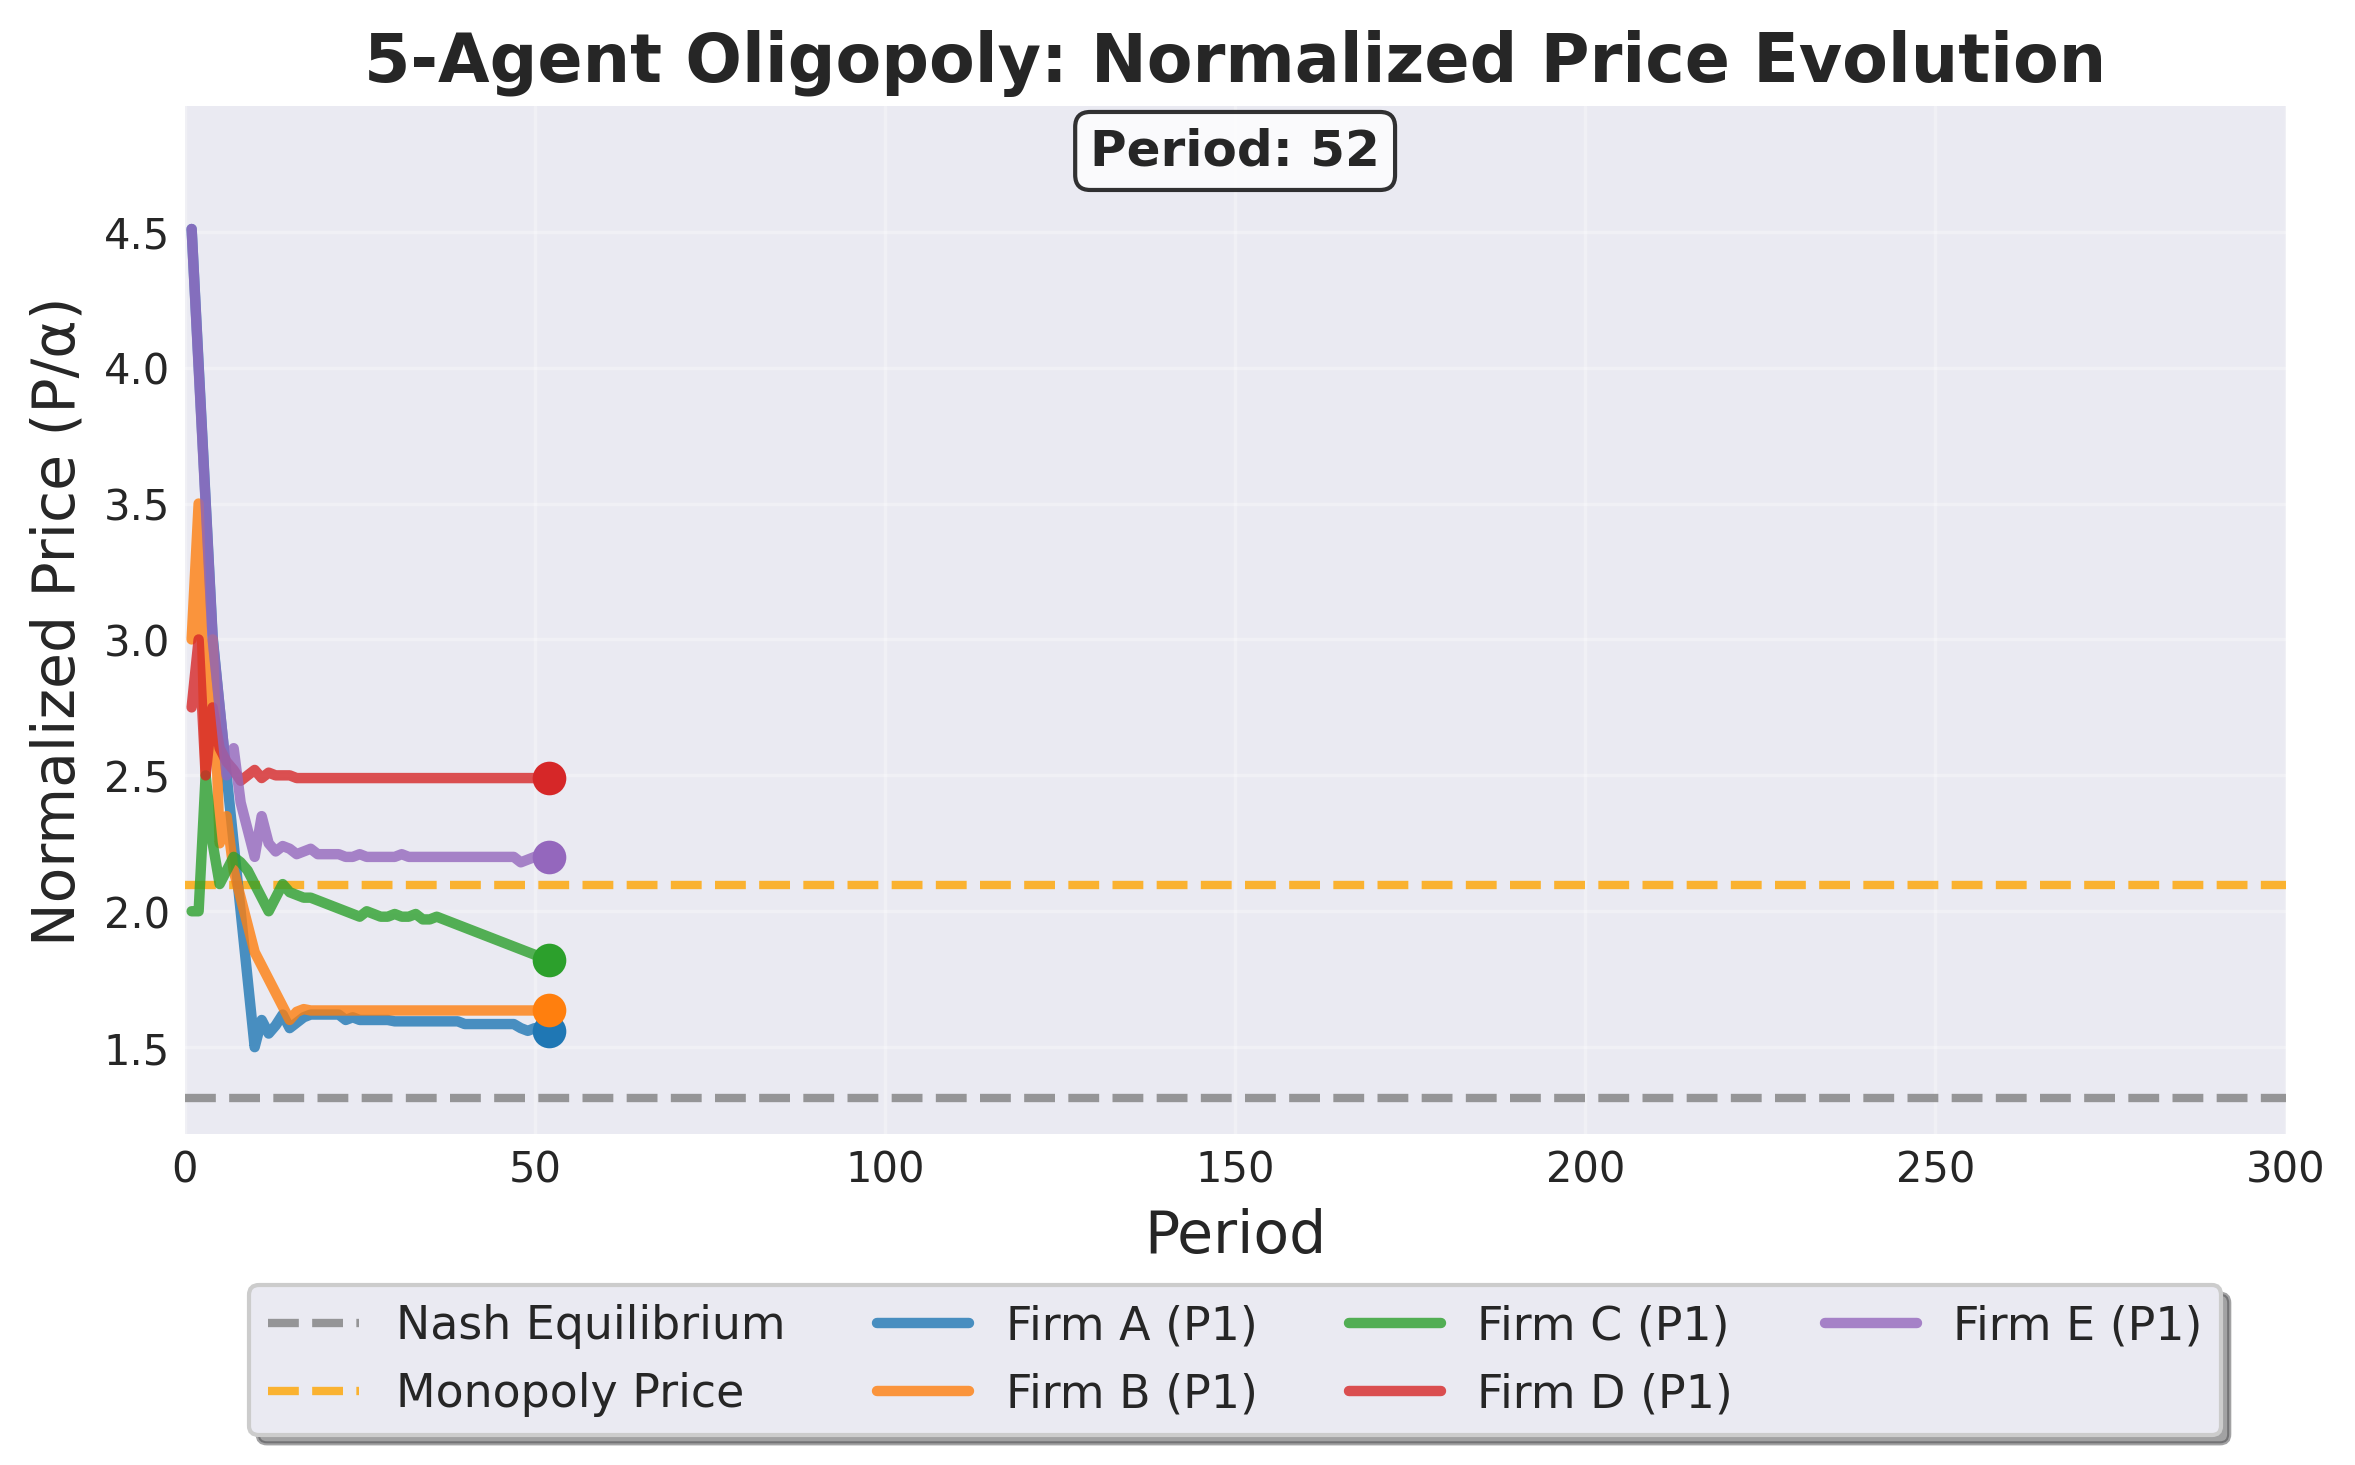 5-Agent Oligopoly: Normalized Price Evolution
Period: 52
Normalized Price (P/α)
4.5
4.0
3.5
3.0
2.5
2.0
1.5
0 50 100 150 200 250 300
Period
Nash Equilibrium Firm A (P1) Firm C (P1) Firm E (P1)
Monopoly Price Firm B (P1) Firm D (P1)